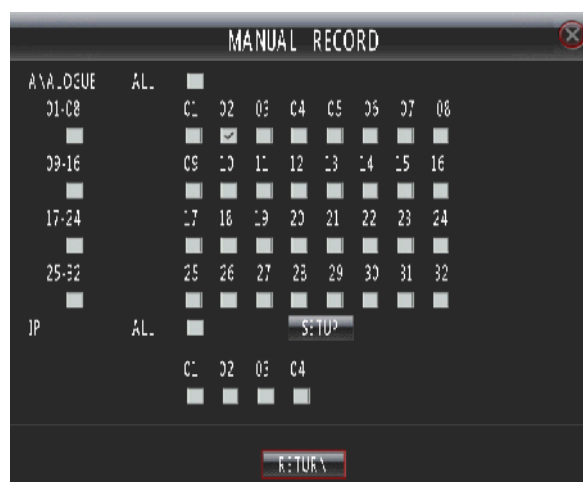 MANUAL RECORD
ANALOGUE ALL
01-08 01 02 03 04 05 06 07 08
09-16 09 10 11 12 13 14 15 16
17-24 17 18 19 20 21 22 23 24
25-32 25 26 27 28 29 30 31 32
IP ALL SETUP
01 02 03 04
RETURN